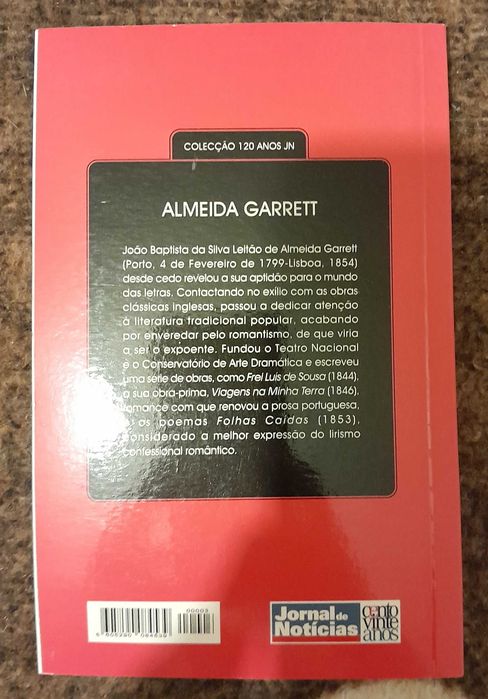 COLECÇÃO 120 ANOS JN
ALMEIDA GARRETT
João Baptista da Silva Leitão de Almeida Garrett
(Porto, 4 de Fevereiro de 1799-Lisboa, 1854)
desde cedo revelou a sua aptidão para o mundo
das letras. Contactando no exílio com as obras
clássicas inglesas, passou a dedicar atenção
à literatura tradicional popular, acabando
por enveredar pelo romantismo, de que viria
a ser o expoente. Fundou o Teatro Nacional
e o Conservatório de Arte Dramática e escreveu
uma série de obras, como Frei Luis de Sousa (1844),
a sua obra-prima, Viagens na Minha Terra (1846),
romance com que renovou a prosa portuguesa,
e os poemas Folhas Caídas (1853),
considerado a melhor expressão do lirismo
confessional romântico.
00003
Jornal de
Notícias
cento
vinte
anos